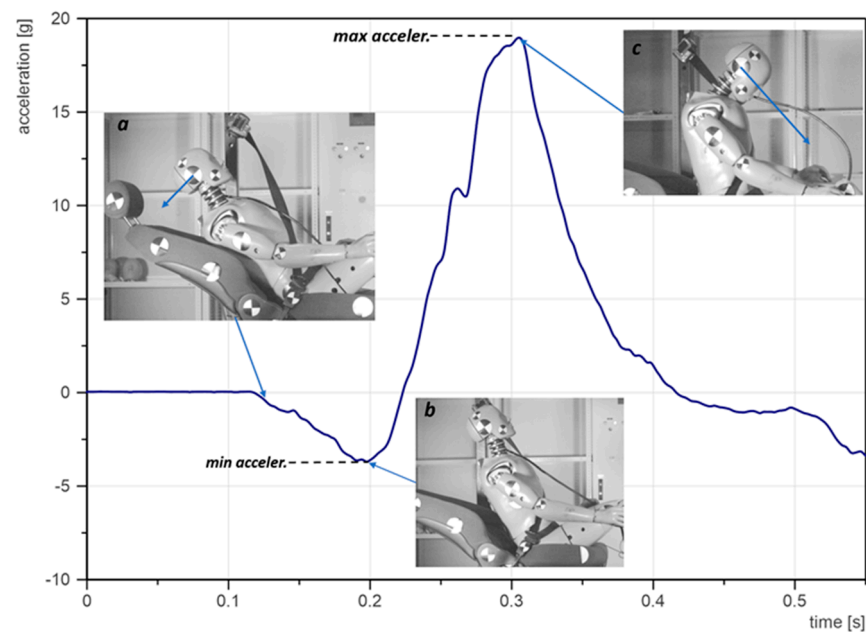 acceleration [g]
20
15
10
5
0
-5
-10
0
0.1
0.2
0.3
0.4
0.5
time [s]
max acceler.
min acceler.
a
b
c